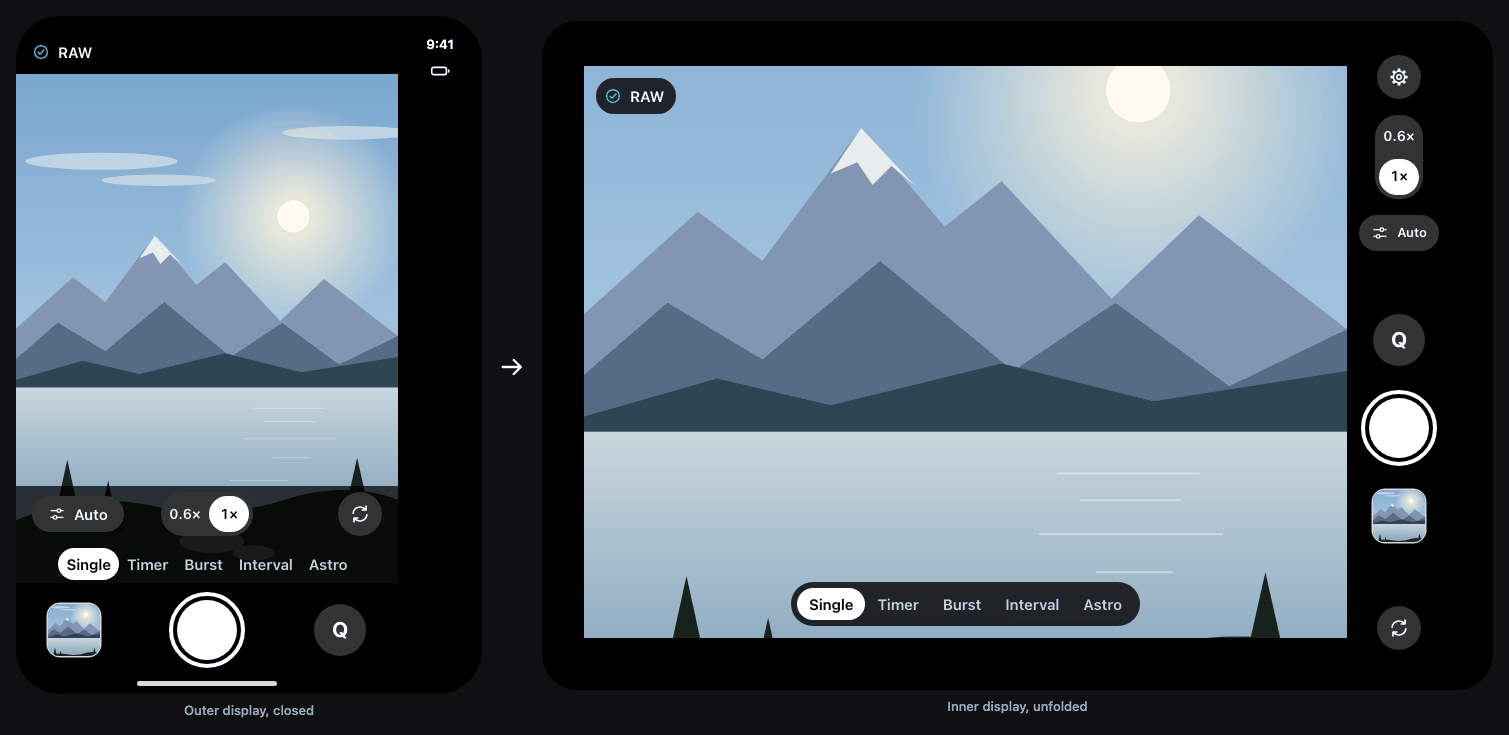 RAW
9:41
Auto
0.6×
1×
Single
Timer
Burst
Interval
Astro
Q
Outer display, closed
RAW
0.6×
1×
Auto
Q
Single
Timer
Burst
Interval
Astro
Inner display, unfolded